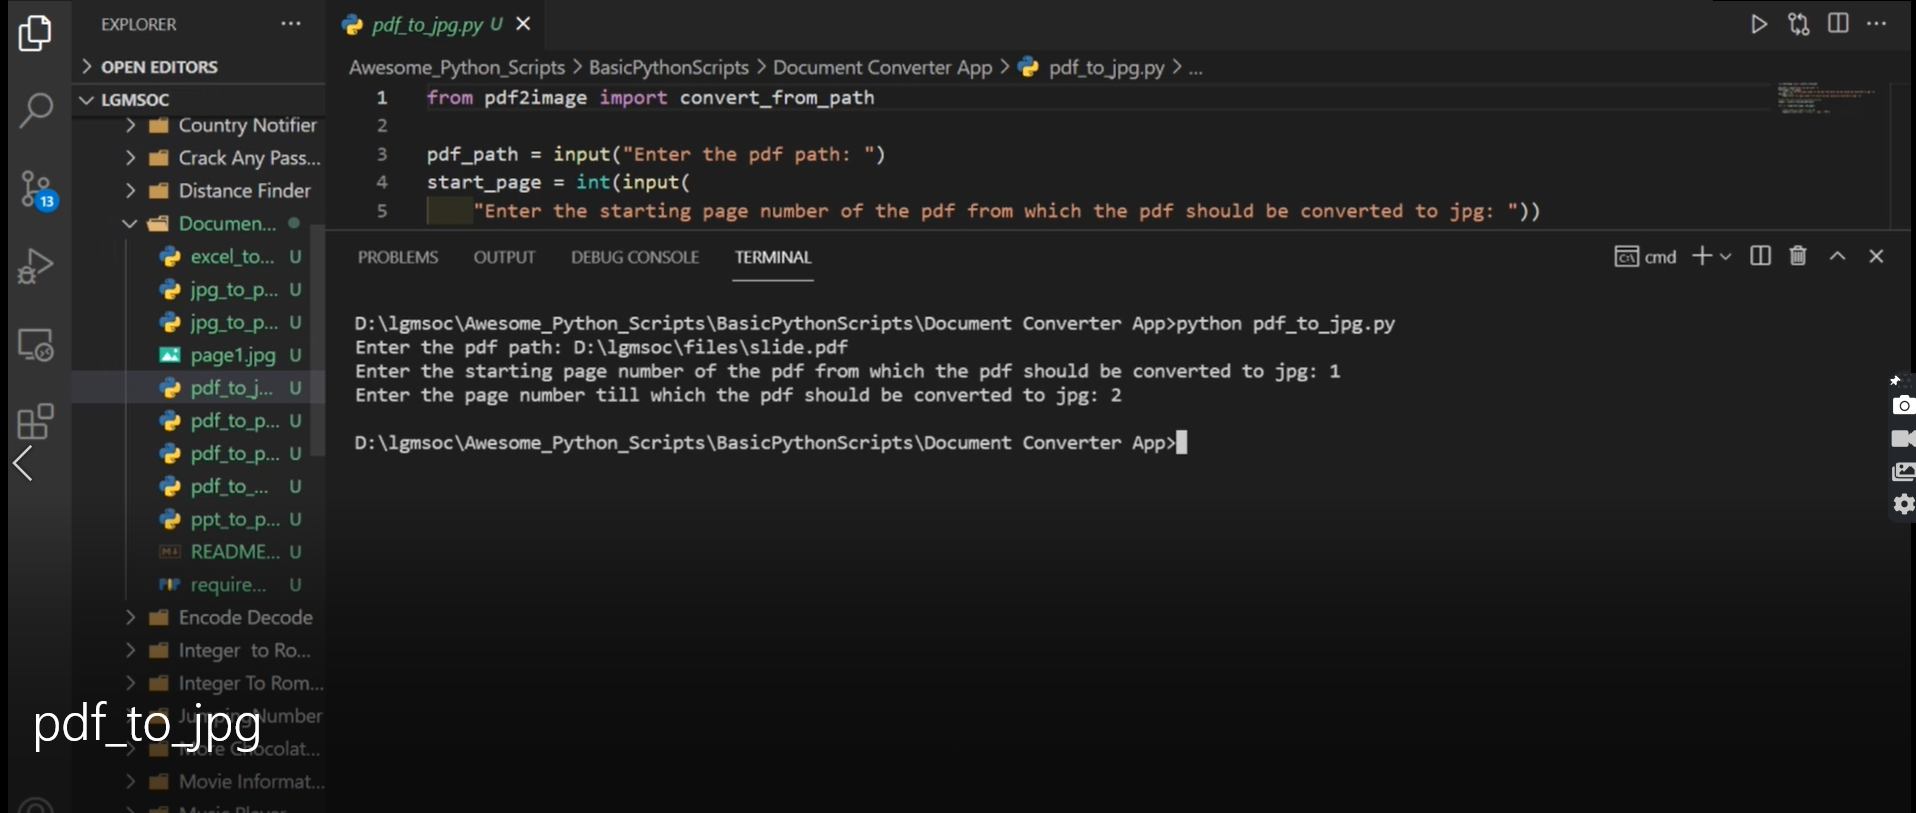 EXPLORER
OPEN EDITORS
LGMSOC
Country Notifier
Crack Any Pass...
Distance Finder
Documen...
excel_to... U
jpg_to_p... U
jpg_to_p... U
page1.jpg U
pdf_to_j... U
pdf_to_p... U
pdf_to_p... U
pdf_to_... U
ppt_to_p... U
README... U
require... U
Encode Decode
Integer to Ro...
Integer To Rom...
JumpingNumber
More Chocolat...
Movie Informat...
Music Player
13
pdf_to_jpg
pdf_to_jpg.py U
Awesome_Python_Scripts > BasicPythonScripts > Document Converter App > pdf_to_jpg.py > ...
1 from pdf2image import convert_from_path
2
3 pdf_path = input("Enter the pdf path: ")
4 start_page = int(input(
5 "Enter the starting page number of the pdf from which the pdf should be converted to jpg: "))
PROBLEMS OUTPUT DEBUG CONSOLE TERMINAL cmd
D:\lgmsoc\Awesome_Python_Scripts\BasicPythonScripts\Document Converter App>python pdf_to_jpg.py
Enter the pdf path: D:\lgmsoc\files\slide.pdf
Enter the starting page number of the pdf from which the pdf should be converted to jpg: 1
Enter the page number till which the pdf should be converted to jpg: 2
D:\lgmsoc\Awesome_Python_Scripts\BasicPythonScripts\Document Converter App>